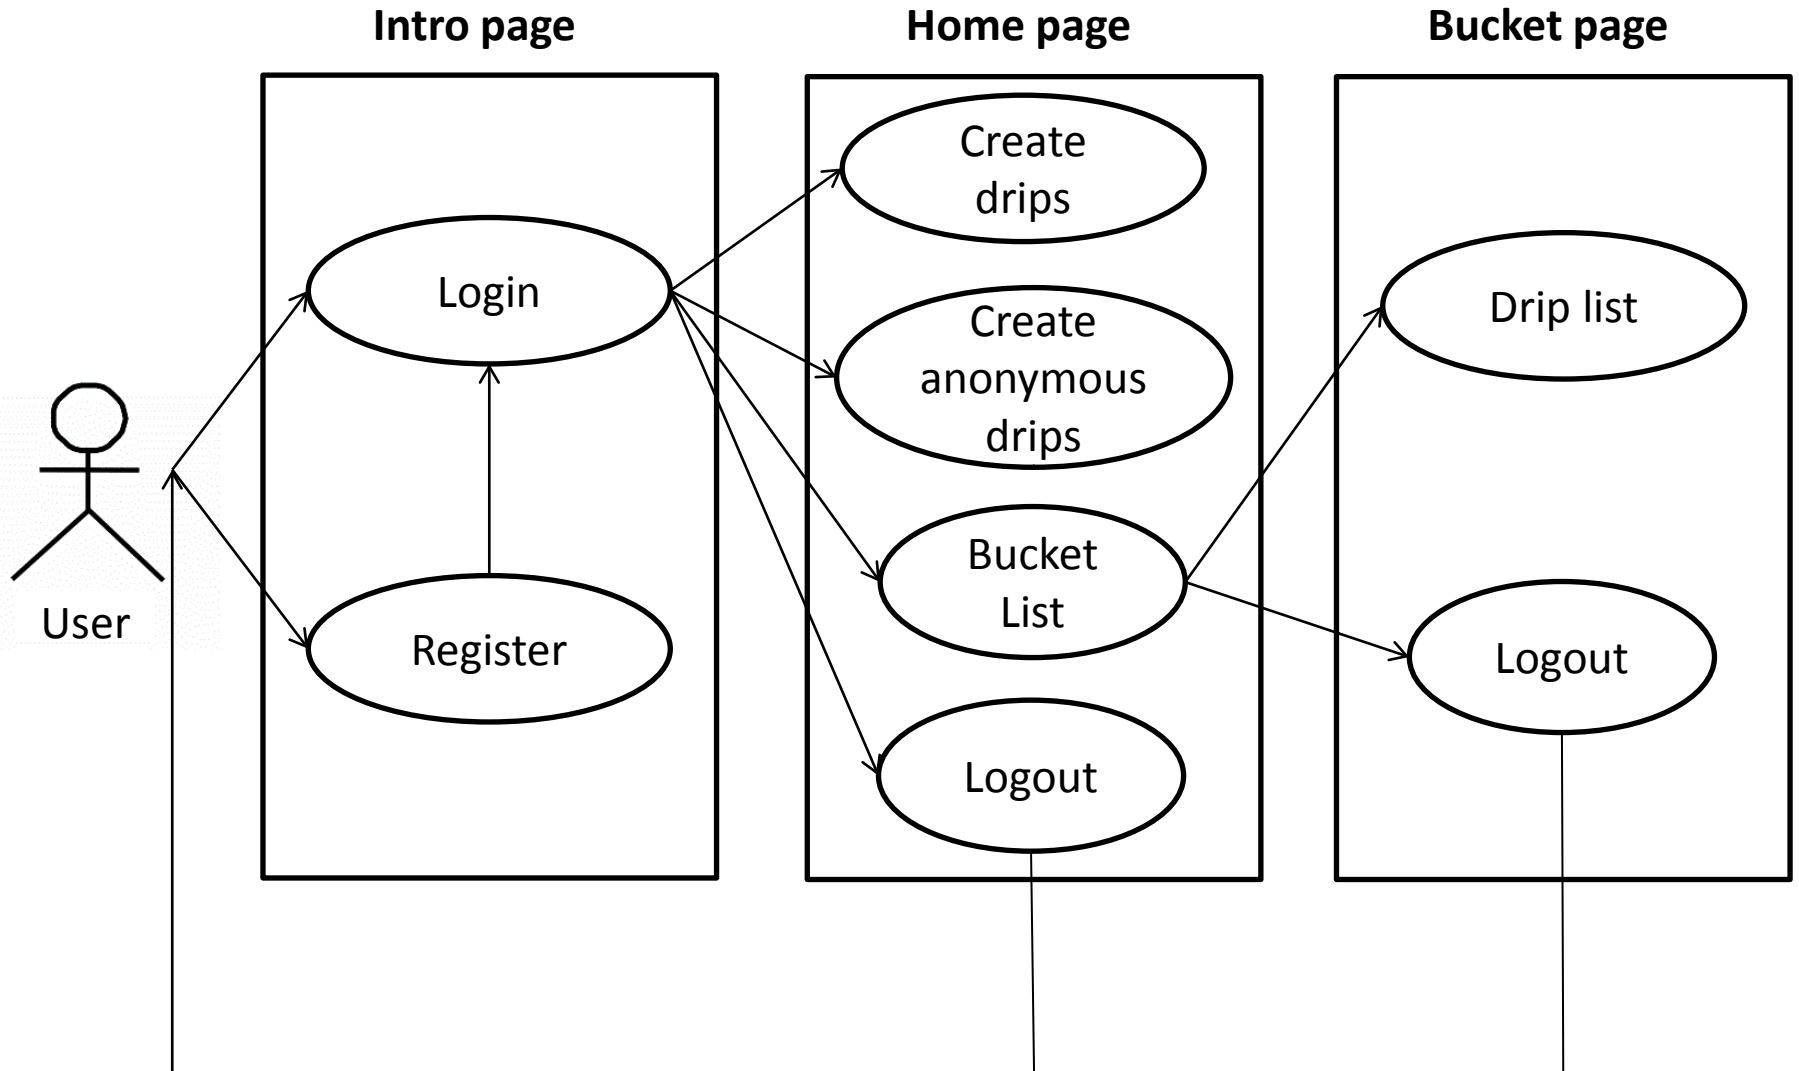 Intro page
Home page
Bucket page
Create
drips
Login
Create
anonymous
drips
Drip list
Bucket
List
User
Register
Logout
Logout